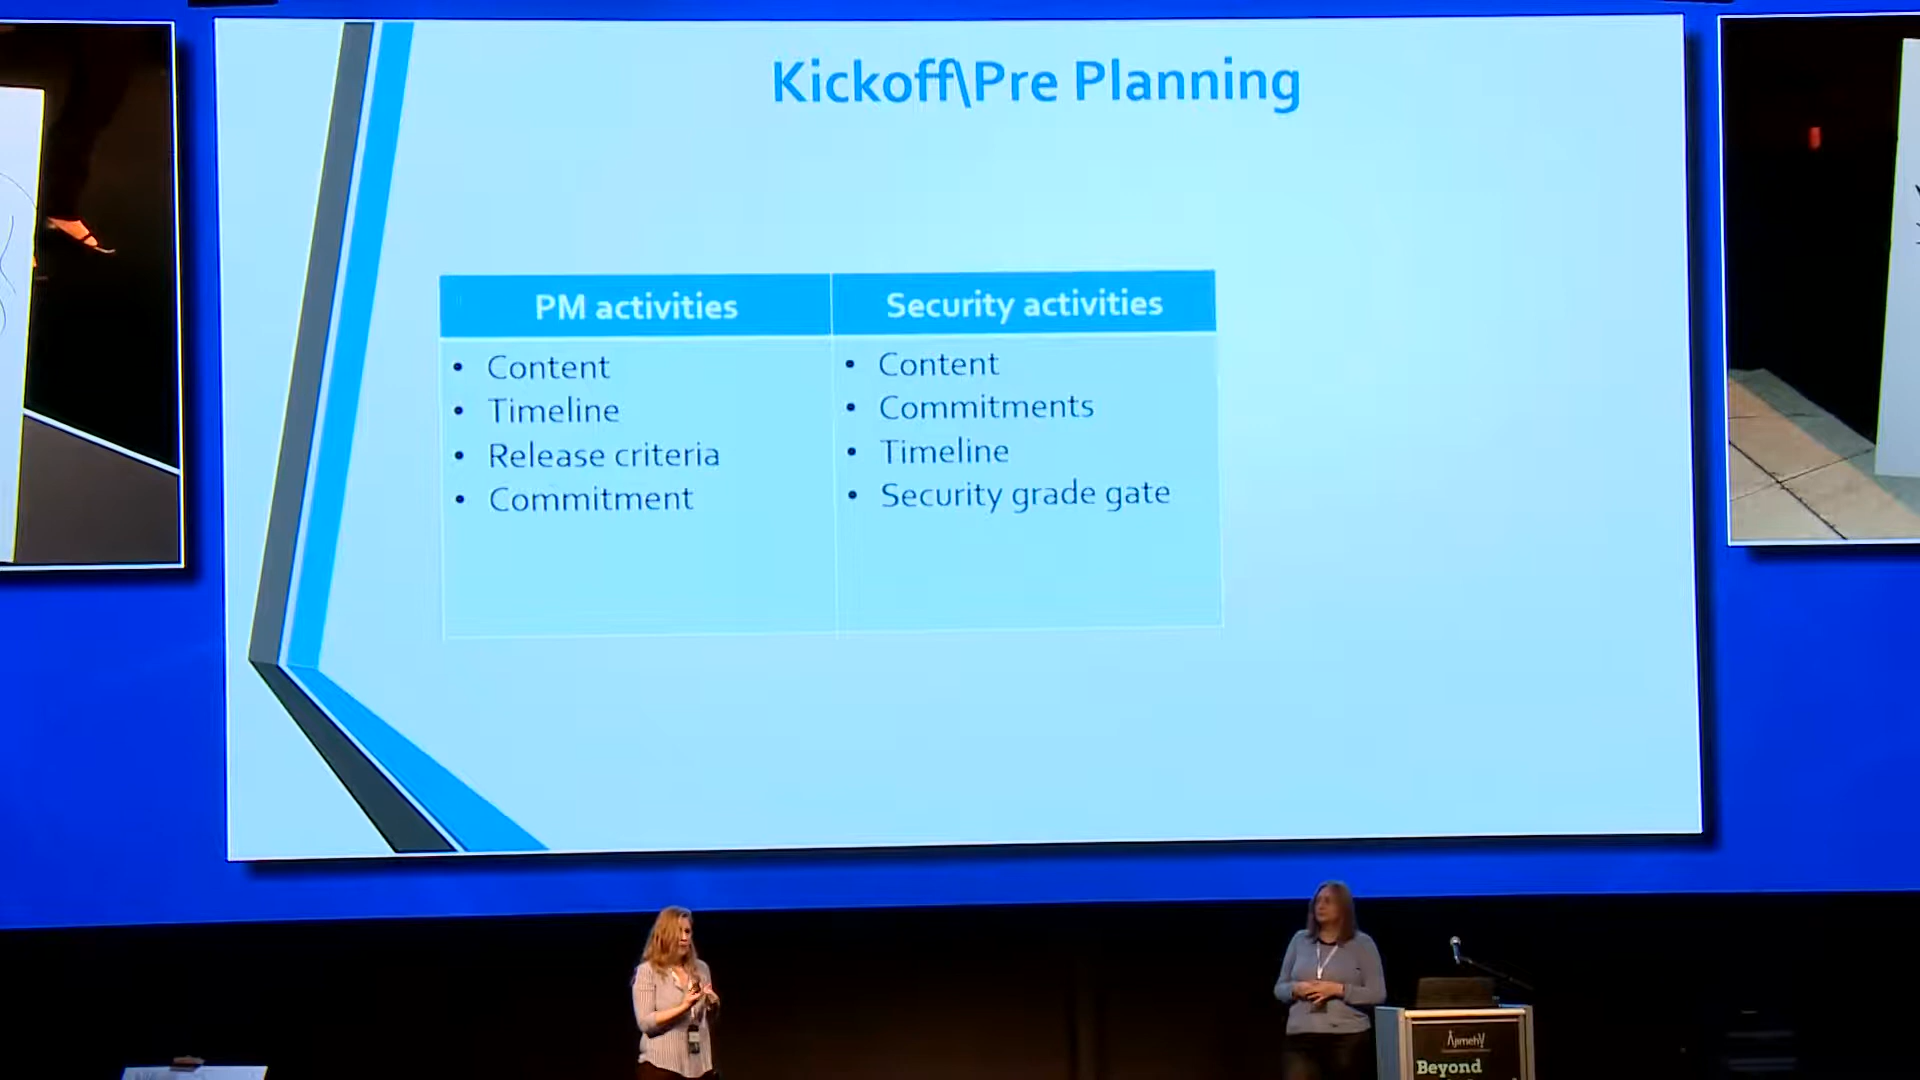 Kickoff\Pre Planning
PM activities
• Content
• Timeline
• Release criteria
• Commitment
Security activities
• Content
• Commitments
• Timeline
• Security grade gate
Beyond